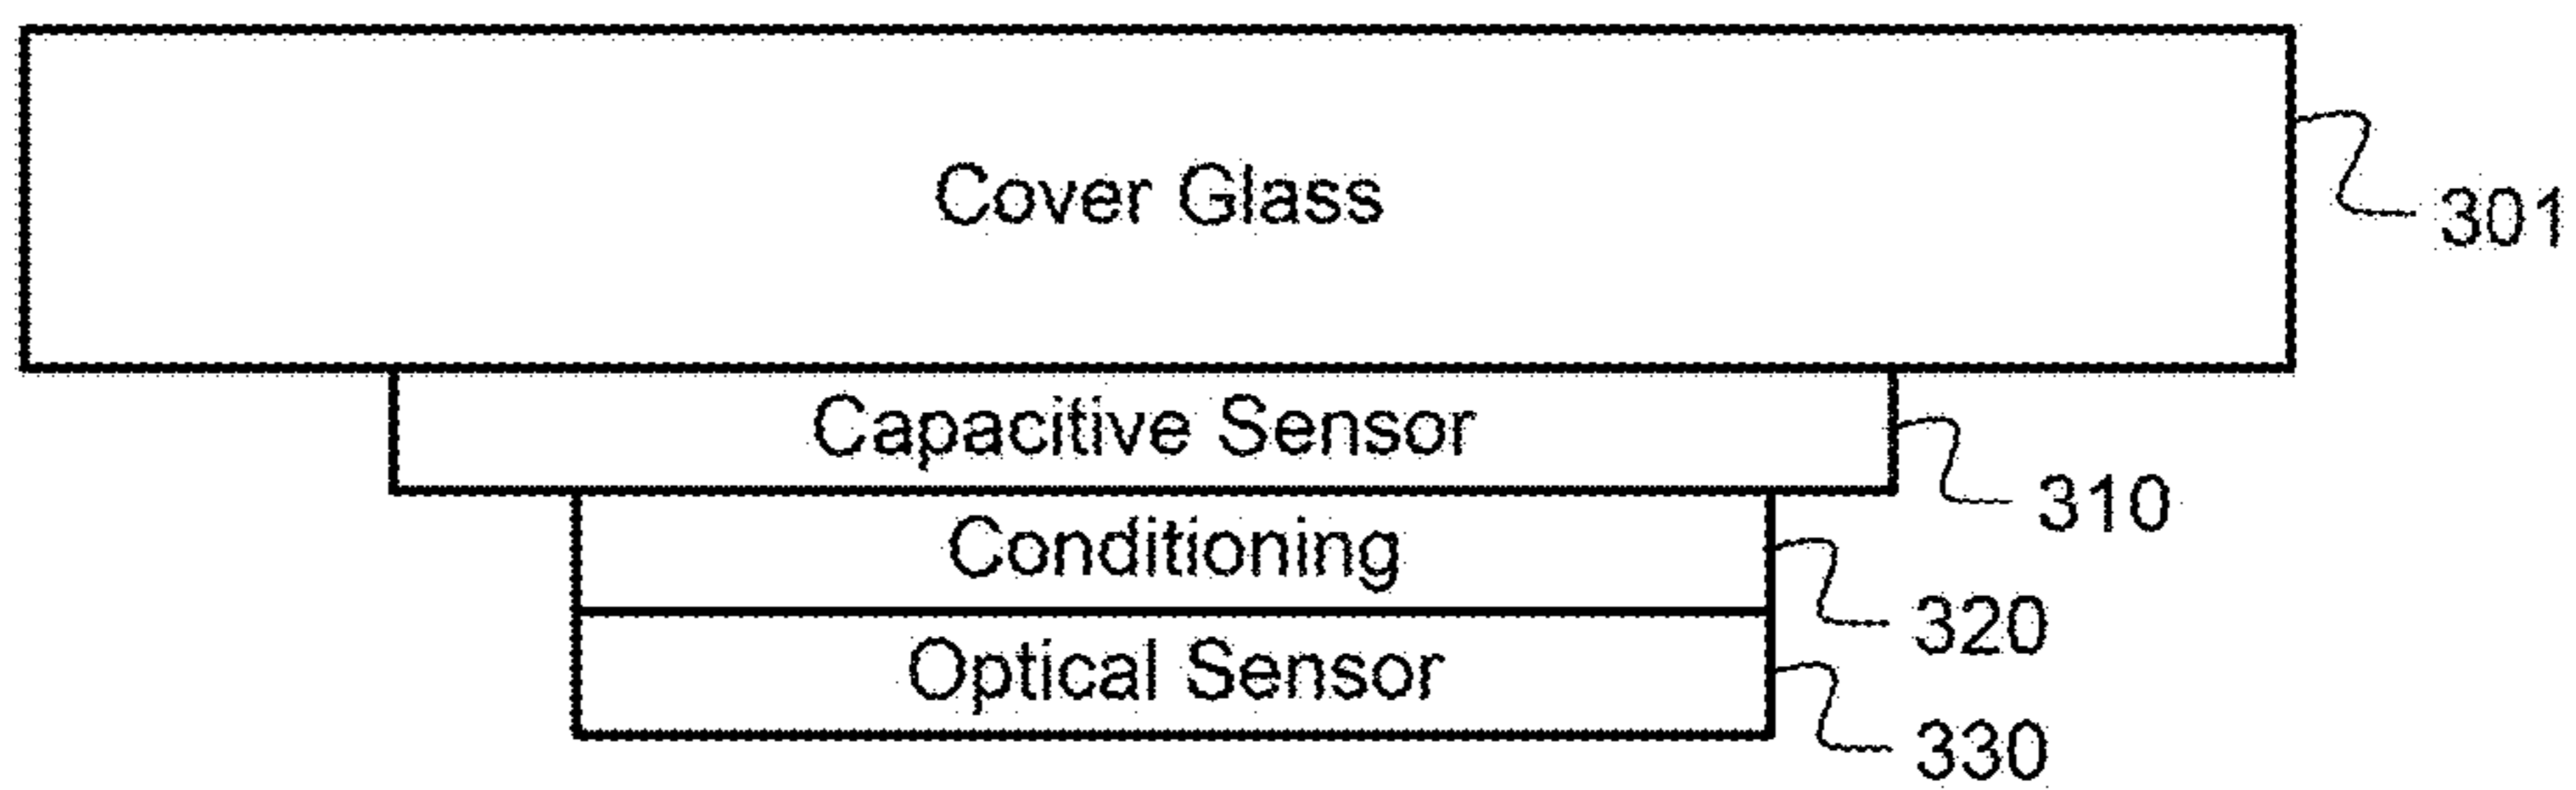 Cover Glass
301
Capacitive Sensor
310
Conditioning
320
Optical Sensor
330